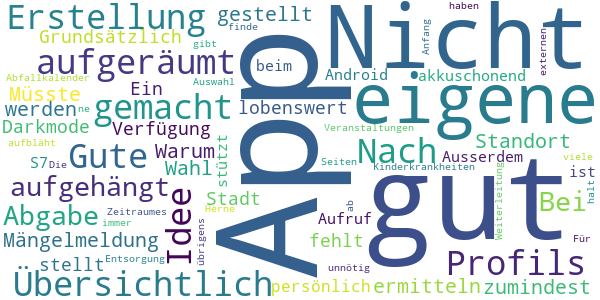 Erstellung
gestellt
Grundsätzlich
gibt
finde
aufgeräumt
beim
Abfallkalender
Müsste
Ein
gemacht
Auswahl
lobenswert
Android
werden
ne
Darkmode
Verfügung
aufbläht
S7
Die
Gute
Warum
Wahl
stützt
aufgehängt
Idee
Stadt
Abgabe
Zeitraumes
Herne
immer
Mängelmeldung
übrigens
stellt
Entsorgung
Übersichtlich
App
Nicht
haben
Anfang
externen
akkuschonend
eigene
Veranstaltungen
Nach
Standort
Seiten
Ausserdem
viele
Kinderkrankheiten
ist
gut
Weiterleitung
Bei
halt
ab
Aufruf
Für
fehlt
Profils
unnötig
persönlich
ermitteln
zumindest